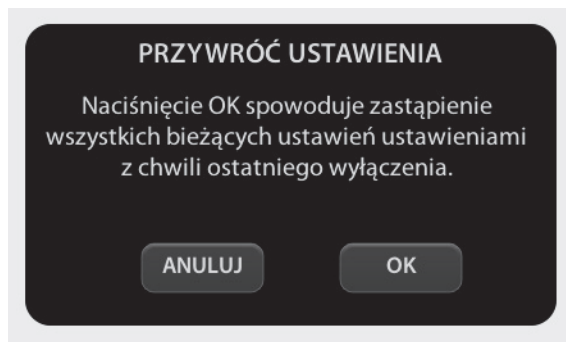 PRZYWRÓĆ USTAWIENIA
Naciśnięcie OK spowoduje zastąpienie
wszystkich bieżących ustawień ustawieniami
z chwili ostatniego wyłączenia.
ANULUJ OK